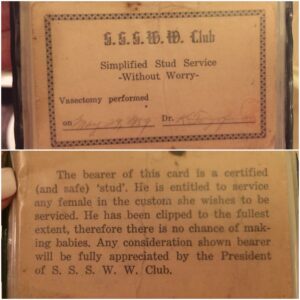 S.S.S.W.W. Club
Simplified Stud Service
-Without Worry-
Vasectomy performed
on May 29, Dr.
The bearer of this card is a certified
(and safe) 'stud'. He is entitled to service
any female in the custom she wishes to
be serviced. He has been clipped to the fullest
extent, therefore there is no chance of mak-
ing babies. Any consideration shown bearer
will be fully appreciated by the President
of S. S. S. W. W. Club.